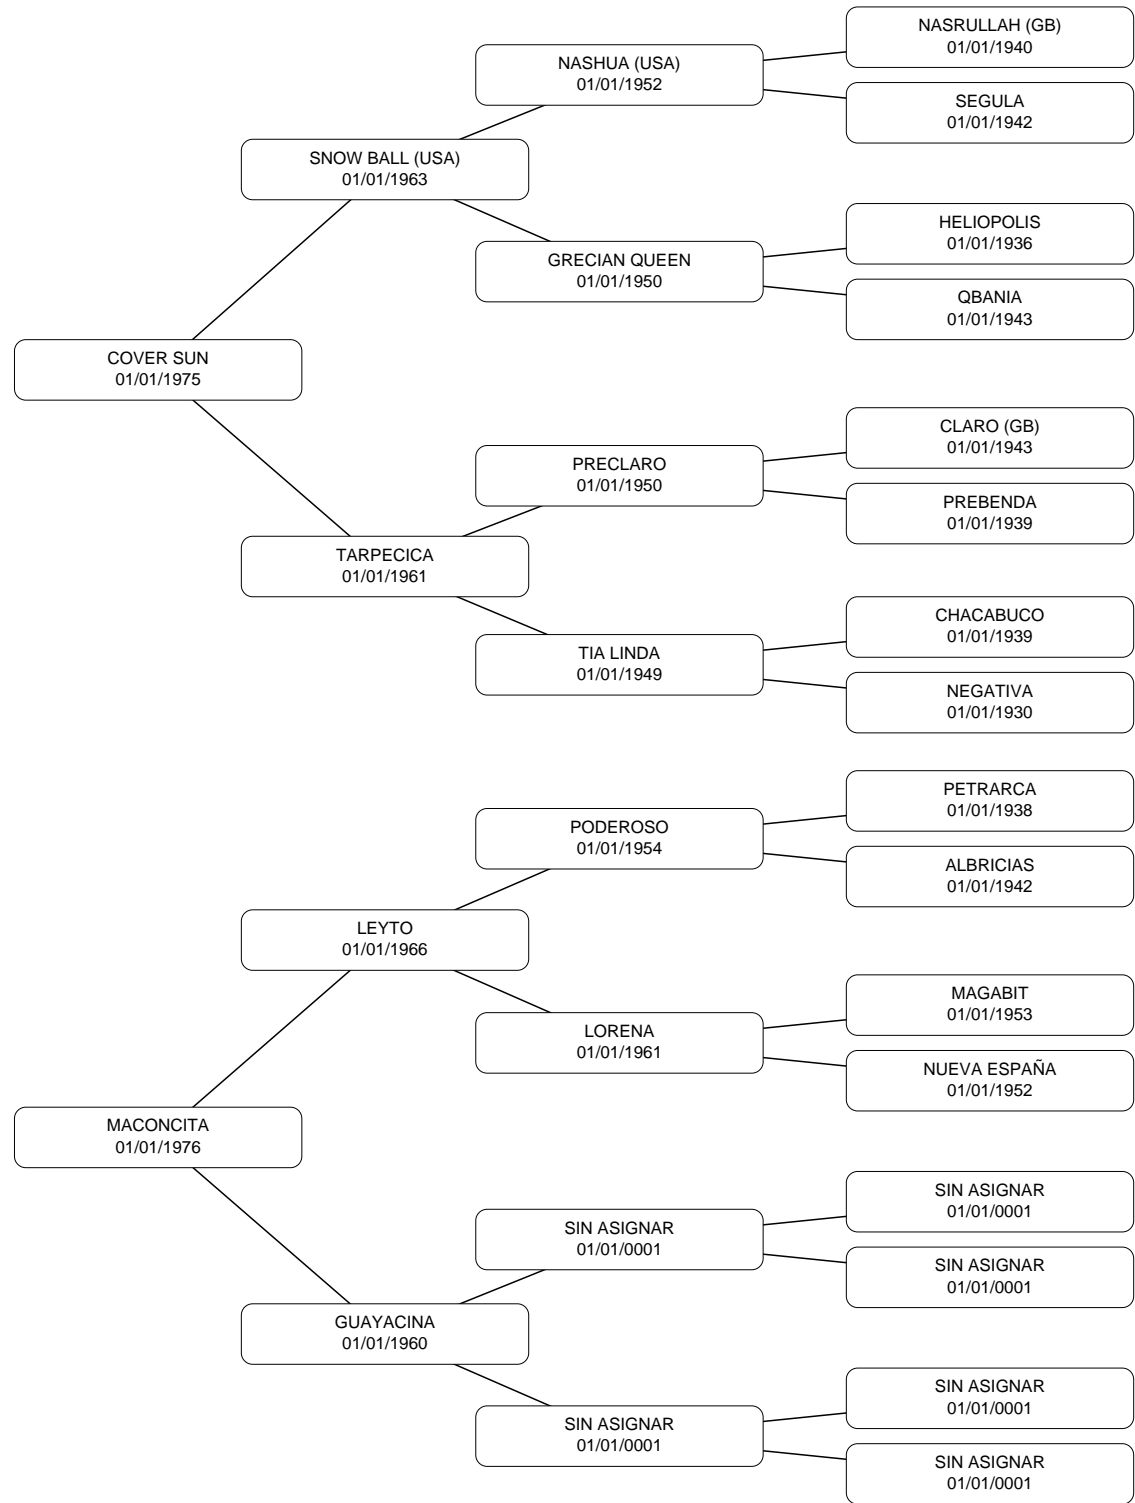 NASRULLAH (GB)
01/01/1940
NASHUA (USA)
01/01/1952
SEGULA
01/01/1942
SNOW BALL (USA)
01/01/1963
HELIOPOLIS
01/01/1936
GRECIAN QUEEN
01/01/1950
QBANIA
01/01/1943
COVER SUN
01/01/1975
CLARO (GB)
01/01/1943
PRECLARO
01/01/1950
PREBENDA
01/01/1939
TARPECICA
01/01/1961
CHACABUCO
01/01/1939
TIA LINDA
01/01/1949
NEGATIVA
01/01/1930
PETRARCA
01/01/1938
PODEROSO
01/01/1954
ALBRICIAS
01/01/1942
LEYTO
01/01/1966
MAGABIT
01/01/1953
LORENA
01/01/1961
NUEVA ESPAÑA
01/01/1952
MACONCITA
01/01/1976
SIN ASIGNAR
01/01/0001
SIN ASIGNAR
01/01/0001
SIN ASIGNAR
01/01/0001
GUAYACINA
01/01/1960
SIN ASIGNAR
01/01/0001
SIN ASIGNAR
01/01/0001
SIN ASIGNAR
01/01/0001